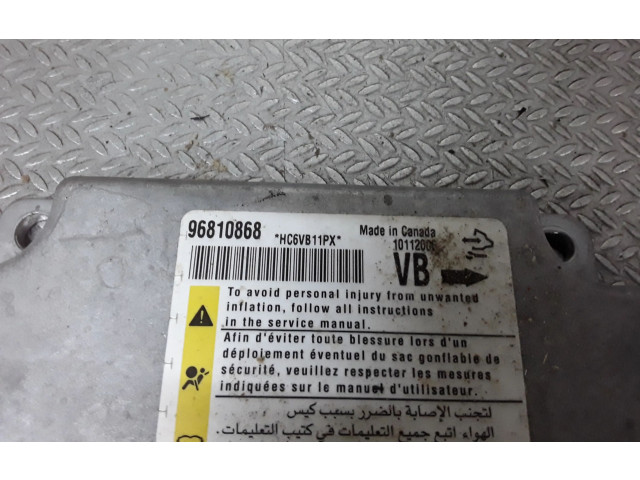 96810868
*HC6VB11PX*
Made in Canada
VB
To avoid personal injury from unwanted
inflation, follow all instructions
in the service manual.
Afin d'éviter toute blessure lors d'un
déploiement éventuel du sac gonflable de
sécurité, veuillez respecter les mesures
indiquées sur le manuel d'utilisateur.
لتجنب الإصابة بالضرر بسبب كيس
الهواء اتبع جميع التعليمات في كتيب التعليمات.